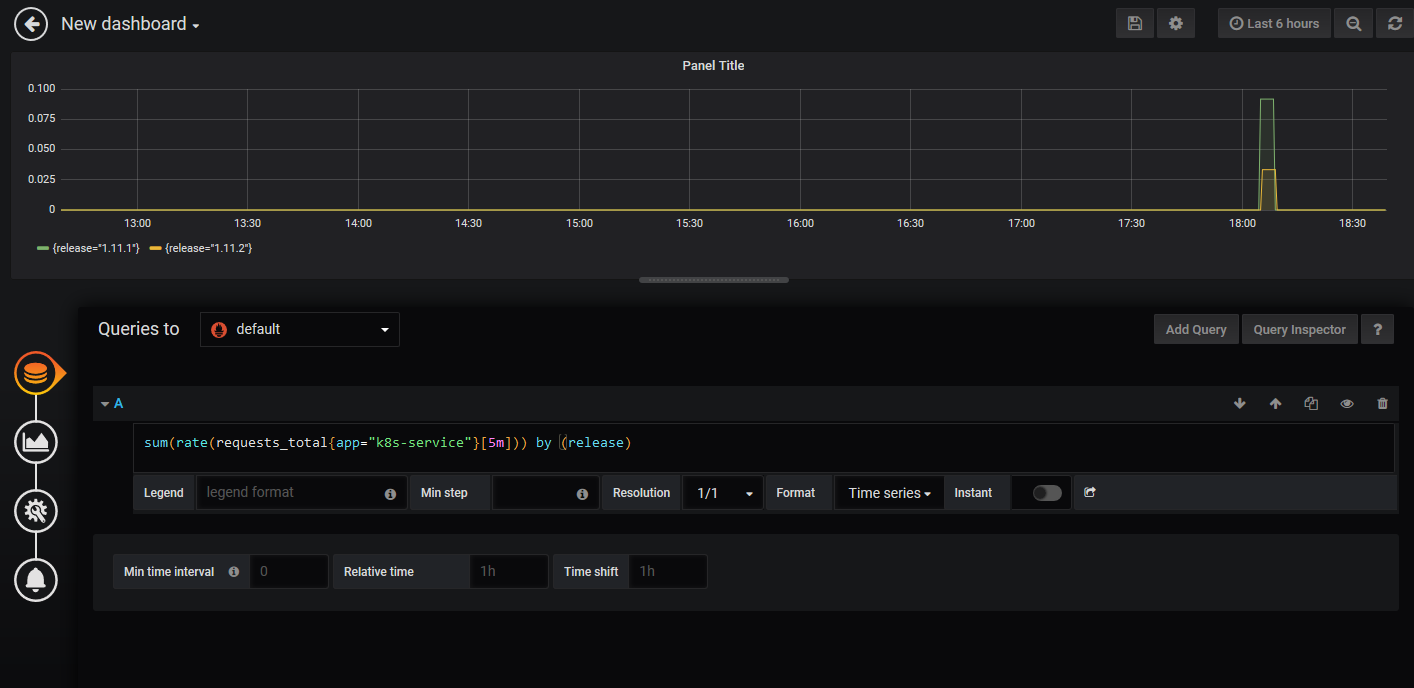 New dashboard
Last 6 hours
Panel Title
0.100
0.075
0.050
0.025
0
13:00 13:30 14:00 14:30 15:00 15:30 16:00 16:30 17:00 17:30 18:00 18:30
{release="1.11.1"} {release="1.11.2"}
Queries to default Add Query Query Inspector ?
A
sum(rate(requests_total{app="k8s-service"}[5m])) by (release)
Legend legend format Min step Resolution 1/1 Format Time series Instant
Min time interval 0 Relative time 1h Time shift 1h